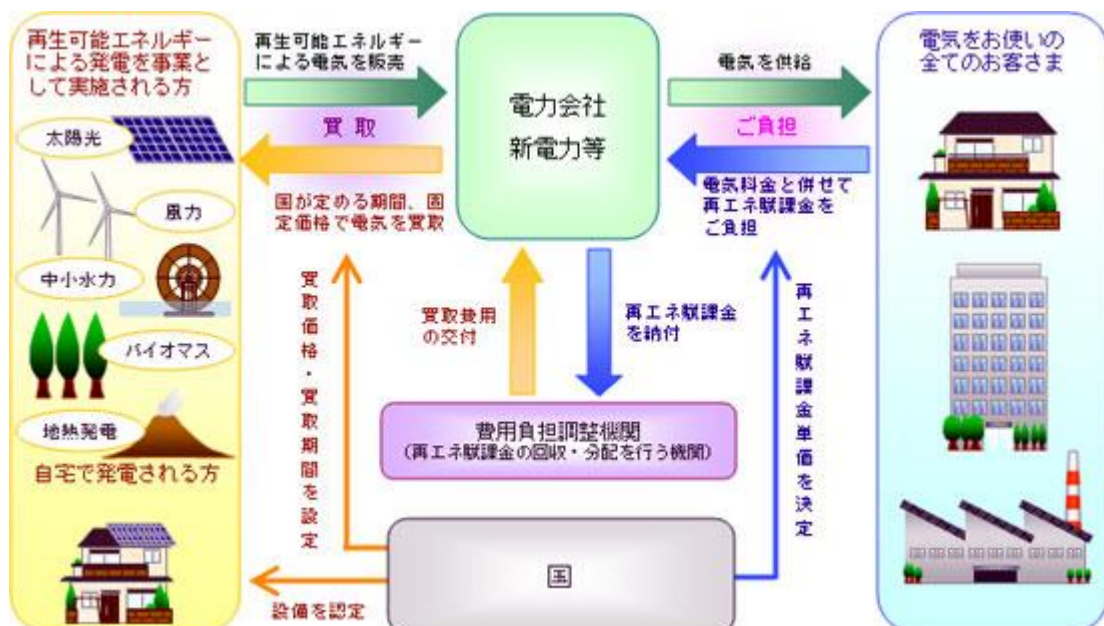 再生可能エネルギー
による発電を事業と
して実施される方
太陽光
風力
中小水力
バイオマス
地熱発電
自宅で発電される方
再生可能エネルギー
による電気を販売
買取
国が定める期間、固
定価格で電気を買取
電力会社
新電力等
電気を供給
ご負担
電気料金と併せて
再エネ賦課金を
ご負担
電気をお使いの
全てのお客さま
買取費用
の交付
再エネ賦課金
を納付
費用負担調整機関
(再エネ賦課金の回収・分配を行う機関)
買取価格・買取期間を設定
再エネ賦課金単価を決定
国
設備を認定